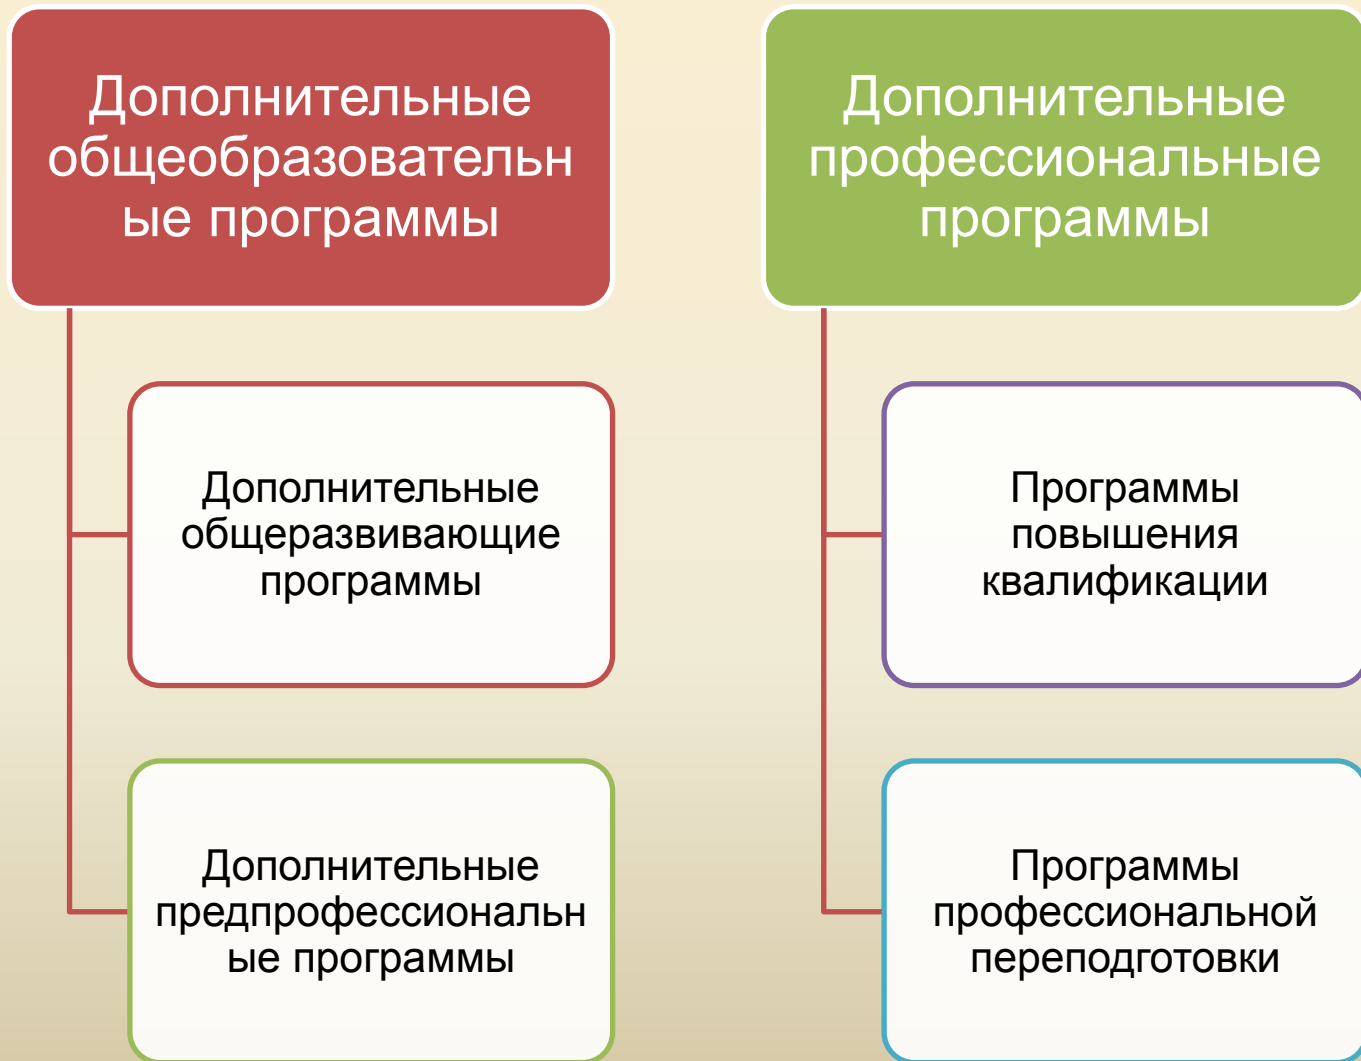 Дополнительные
общеобразовательн
ые программы
Дополнительные
общеразвивающие
программы
Дополнительные
предпрофессиональн
ые программы
Дополнительные
профессиональные
программы
Программы
повышения
квалификации
Программы
профессиональной
переподготовки